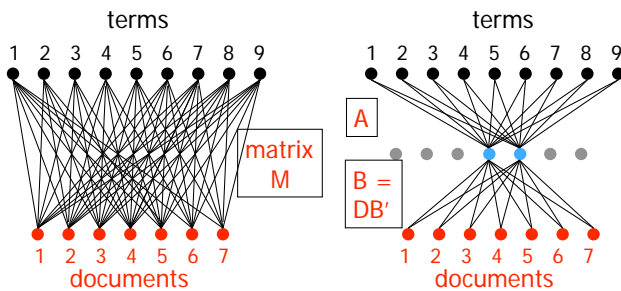 terms
1 2 3 4 5 6 7 8 9
matrix
M
1 2 3 4 5 6 7
documents
terms
1 2 3 4 5 6 7 8 9
A
B =
DB'
1 2 3 4 5 6 7
documents